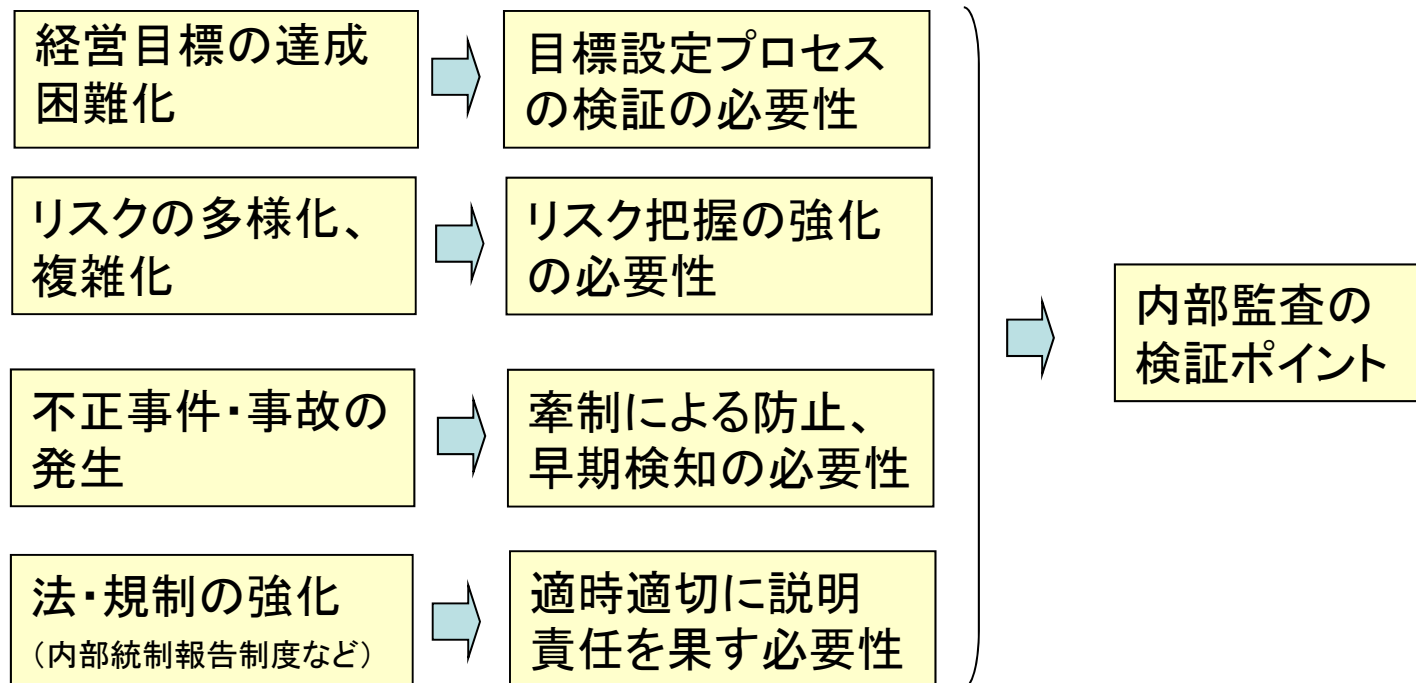 経営目標の達成
困難化
目標設定プロセス
の検証の必要性
リスクの多様化、
複雑化
リスク把握の強化
の必要性
不正事件・事故の
発生
牽制による防止、
早期検知の必要性
法・規制の強化
（内部統制報告制度など）
適時適切に説明
責任を果す必要性
内部監査の
検証ポイント